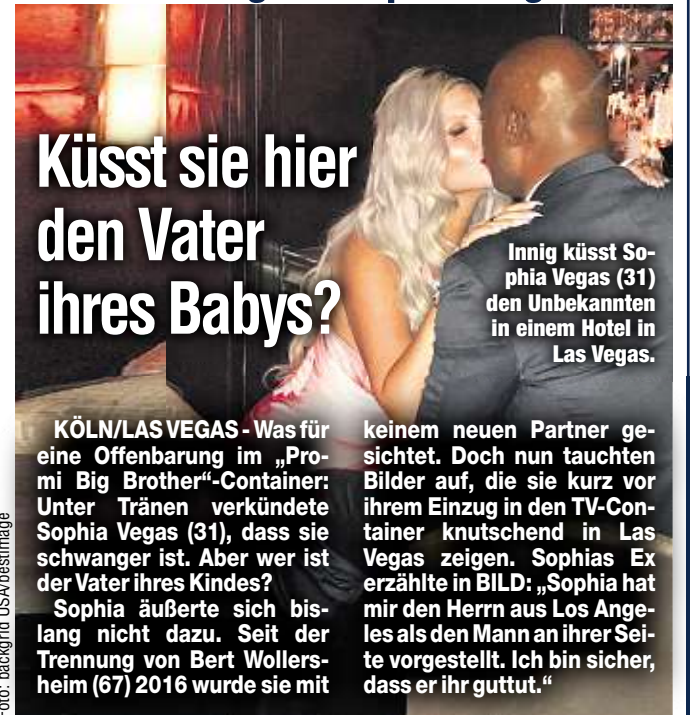 Küsst sie hier
den Vater
ihres Babys?
Innig küsst So-
phia Vegas (31)
den Unbekannten
in einem Hotel in
Las Vegas.
KÖLN/LAS VEGAS - Was für
eine Offenbarung im „Pro-
mi Big Brother“-Container:
Unter Tränen verkündete
Sophia Vegas (31), dass sie
schwanger ist. Aber wer ist
der Vater ihres Kindes?
Sophia äußerte sich bis-
lang nicht dazu. Seit der
Trennung von Bert Wollers-
heim (67) 2016 wurde sie mit
keinem neuen Partner ge-
sichtet. Doch nun tauchten
Bilder auf, die sie kurz vor
ihrem Einzug in den TV-Con-
tainer knutschend in Las
Vegas zeigen. Sophias Ex
erzählte in BILD: „Sophia hat
mir den Herrn aus Los Ange-
les als den Mann an ihrer Sei-
te vorgestellt. Ich bin sicher,
dass er ihr guttut.“
Foto: backgrid USA/bestimage